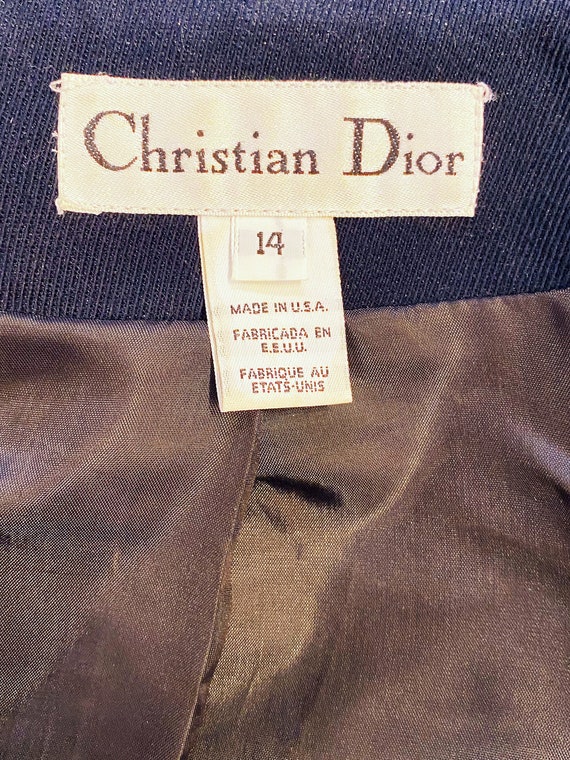 Christian Dior
14
MADE IN U.S.A.
FABRICADA EN
E.E.U.U.
FABRIQUE AU
ETATS-UNIS